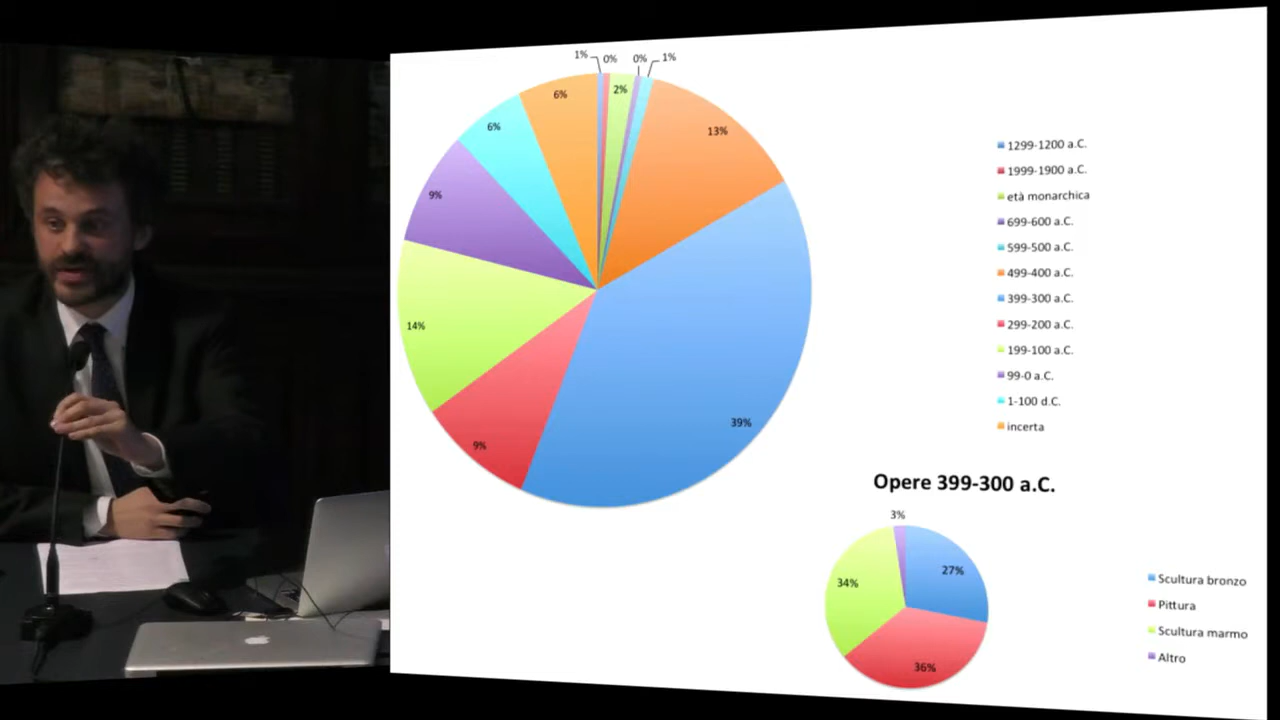 1%
0%
0%
1%
2%
6%
13%
6%
9%
14%
9%
39%
1299-1200 a.C.
1999-1900 a.C.
età monarchica
699-600 a.C.
599-500 a.C.
499-400 a.C.
399-300 a.C.
299-200 a.C.
199-100 a.C.
99-0 a.C.
1-100 d.C.
incerta
Opere 399-300 a.C.
3%
27%
34%
36%
Scultura bronzo
Pittura
Scultura marmo
Altro